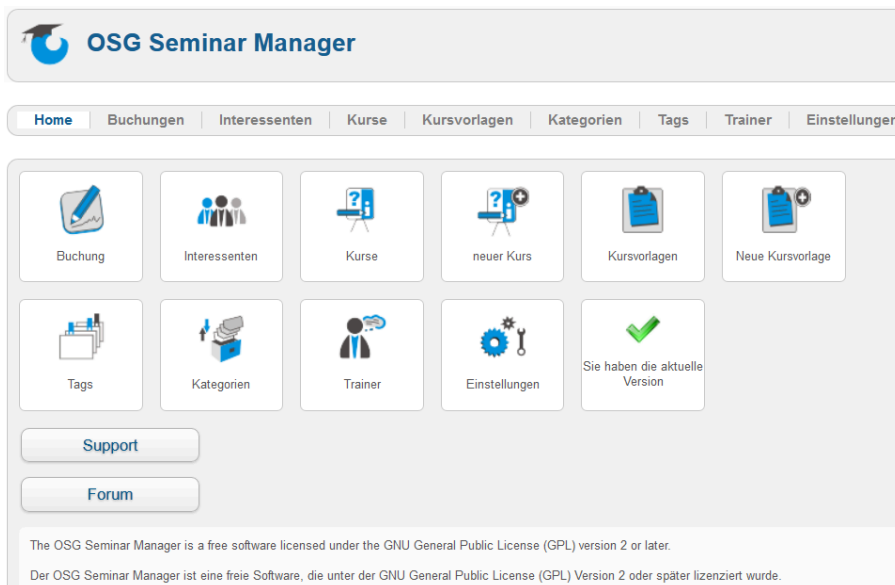 OSG Seminar Manager
Home Buchungen Interessenten Kurse Kursvorlagen Kategorien Tags Trainer Einstellungen
Buchung Interessenten Kurse neuer Kurs Kursvorlagen Neue Kursvorlage
Tags Kategorien Trainer Einstellungen Sie haben die aktuelle
Version
Support
Forum
The OSG Seminar Manager is a free software licensed under the GNU General Public License (GPL) version 2 or later.
Der OSG Seminar Manager ist eine freie Software, die unter der GNU General Public License (GPL) Version 2 oder später lizenziert wurde.